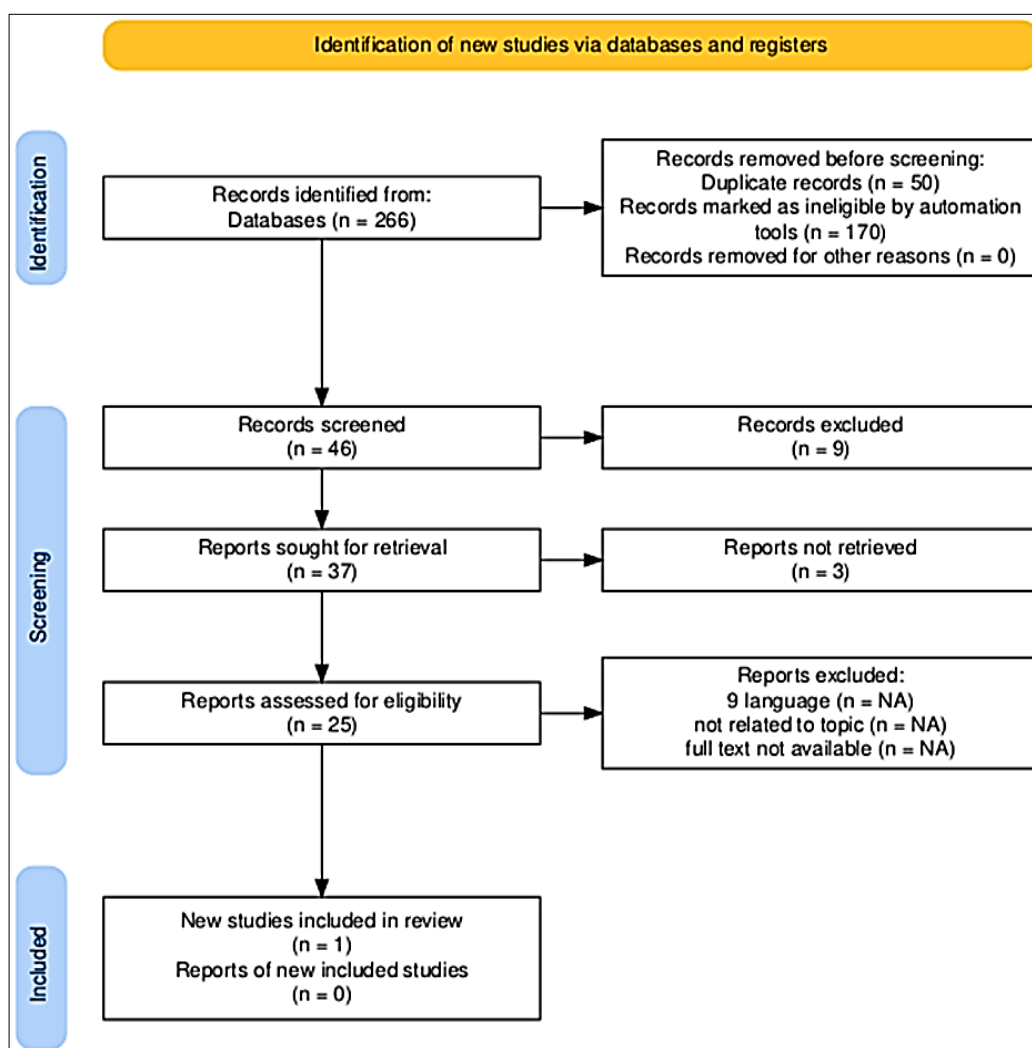 Identification of new studies via databases and registers
Identification
Records identified from:
Databases (n = 266)
Records removed before screening:
Duplicate records (n = 50)
Records marked as ineligible by automation
tools (n = 170)
Records removed for other reasons (n = 0)
Screening
Records screened
(n = 46)
Records excluded
(n = 9)
Reports sought for retrieval
(n = 37)
Reports not retrieved
(n = 3)
Reports assessed for eligibility
(n = 25)
Reports excluded:
9 language (n = NA)
not related to topic (n = NA)
full text not available (n = NA)
Included
New studies included in review
(n = 1)
Reports of new included studies
(n = 0)